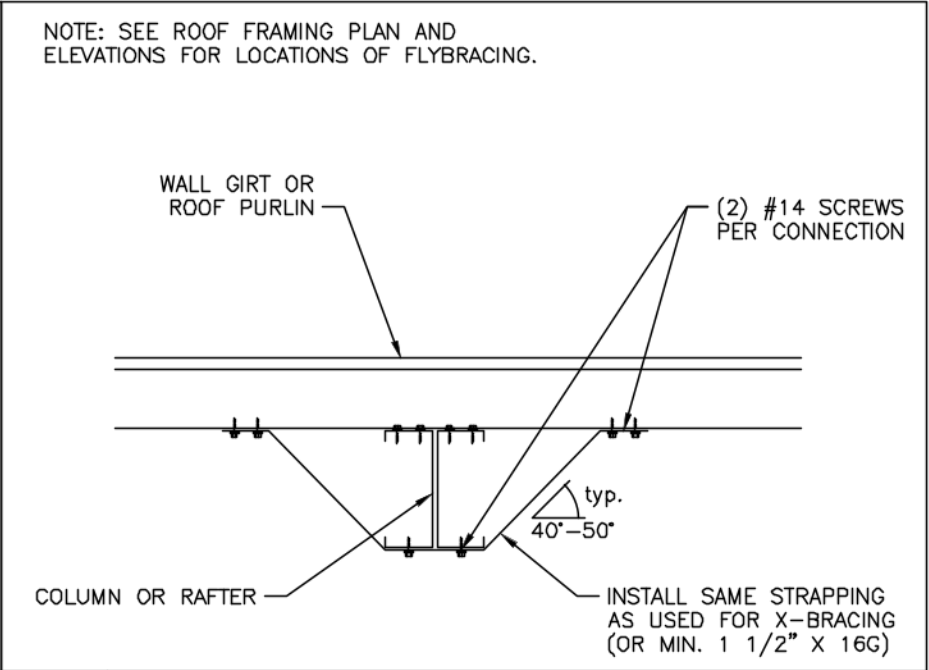 NOTE: SEE ROOF FRAMING PLAN AND
ELEVATIONS FOR LOCATIONS OF FLYBRACING.
WALL GIRT OR
ROOF PURLIN
(2) #14 SCREWS
PER CONNECTION
typ.
40°-50°
COLUMN OR RAFTER
INSTALL SAME STRAPPING
AS USED FOR X-BRACING
(OR MIN. 1 1/2" X 16G)